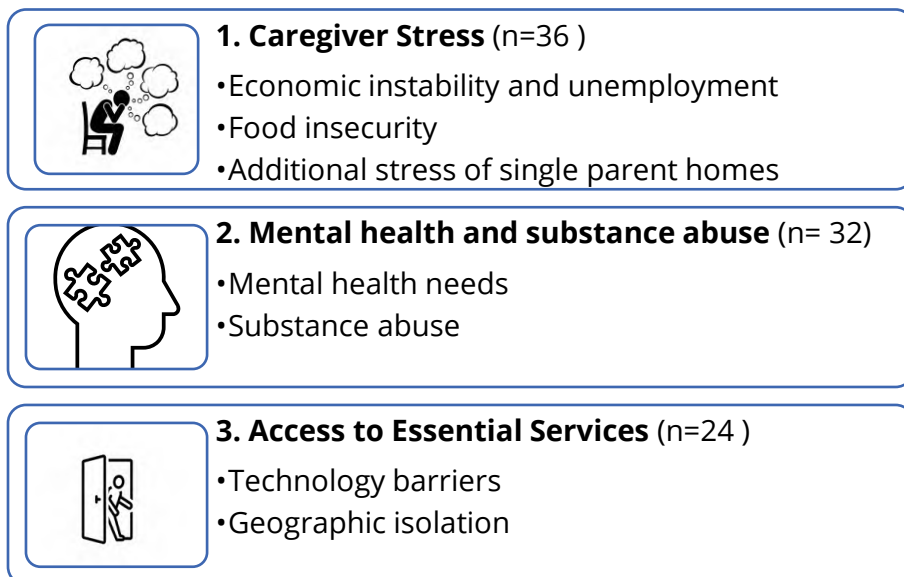 1. Caregiver Stress (n=36 )
•Economic instability and unemployment
•Food insecurity
•Additional stress of single parent homes
2. Mental health and substance abuse (n= 32)
•Mental health needs
•Substance abuse
3. Access to Essential Services (n=24 )
•Technology barriers
•Geographic isolation